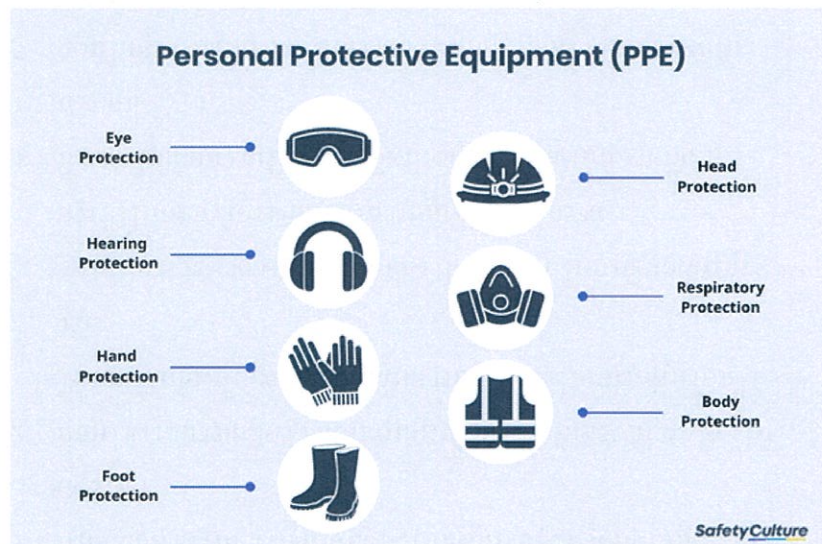 Personal Protective Equipment (PPE)
Eye
Protection
Head
Protection
Hearing
Protection
Respiratory
Protection
Hand
Protection
Body
Protection
Foot
Protection
SafetyCulture